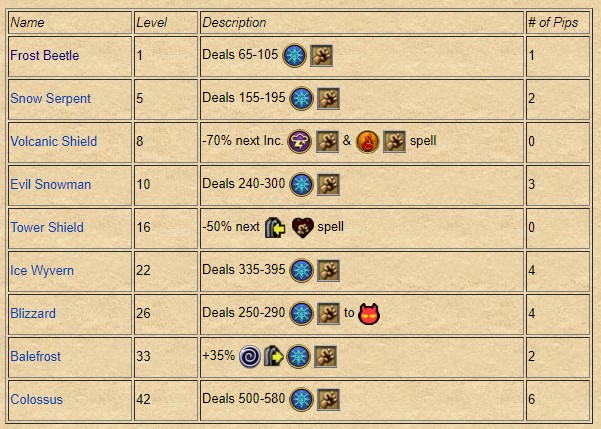 Name Level Description # of Pips
Frost Beetle 1 Deals 65-105 1
Snow Serpent 5 Deals 155-195 2
Volcanic Shield 8 -70% next Inc. & spell 0
Evil Snowman 10 Deals 240-300 3
Tower Shield 16 -50% next spell 0
Ice Wyvern 22 Deals 335-395 4
Blizzard 26 Deals 250-290 to 4
Balefrost 33 +35% 2
Colossus 42 Deals 500-580 6